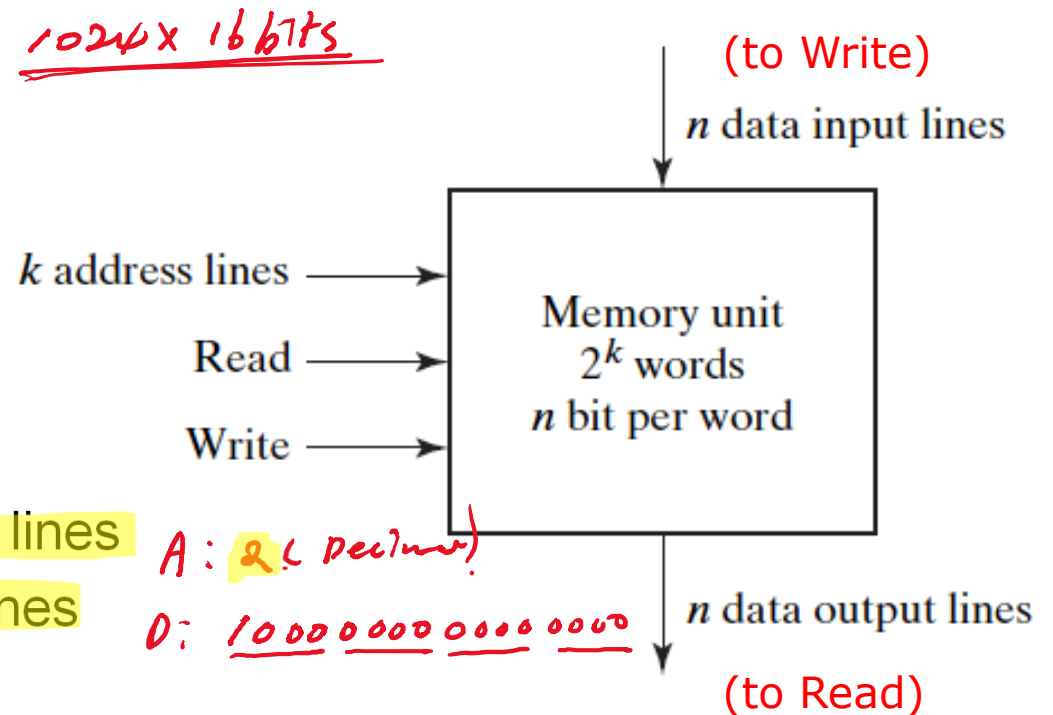 1024 x 16 bits
(to Write)
n data input lines
k address lines
Read
Write
Memory unit
2^k words
n bit per word
lines
A: 2 (Decimal)
nes
D: 1000 0000 0000 0000
n data output lines
(to Read)